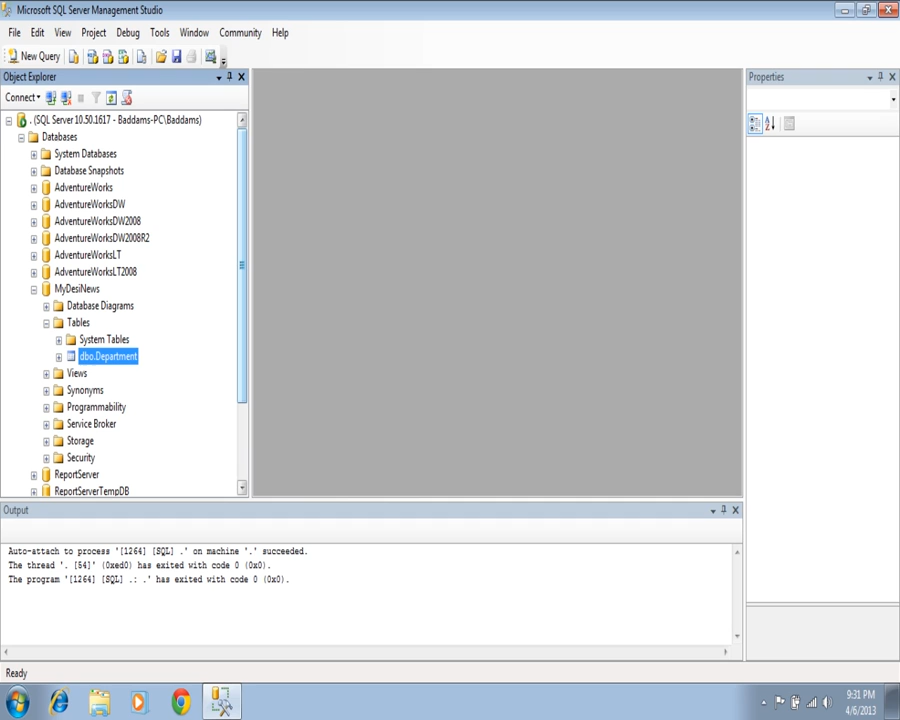 Microsoft SQL Server Management Studio
File Edit View Project Debug Tools Window Community Help
New Query
Object Explorer
Connect
. (SQL Server 10.50.1617 - Baddams-PC\Baddams)
Databases
System Databases
Database Snapshots
AdventureWorks
AdventureWorksDW
AdventureWorksDW2008
AdventureWorksDW2008R2
AdventureWorksLT
AdventureWorksLT2008
MyDesiNews
Database Diagrams
Tables
System Tables
dbo.Department
Views
Synonyms
Programmability
Service Broker
Storage
Security
ReportServer
ReportServerTempDB
Properties
Output
Auto-attach to process '[1264] [SQL] .' on machine '.' succeeded.
The thread '. [54]' (0xed0) has exited with code 0 (0x0).
The program '[1264] [SQL] .: .' has exited with code 0 (0x0).
Ready
9:31 PM
4/6/2013